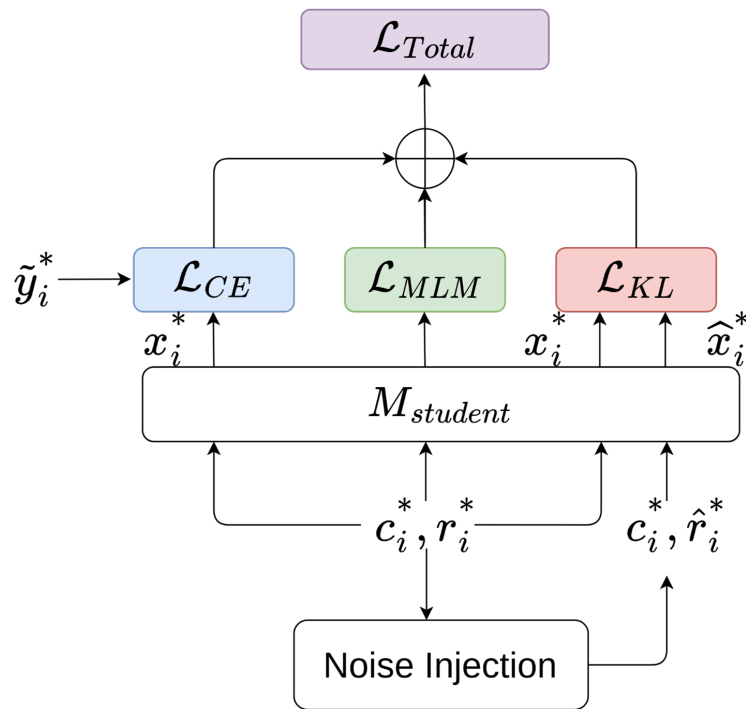 𝓛_Total
ỹ_i^*
𝓛_CE
𝓛_MLM
𝓛_KL
x_i^*
x_i^*
x̂_i^*
M_student
c_i^*, r_i^*
c_i^*, r̂_i^*
Noise Injection